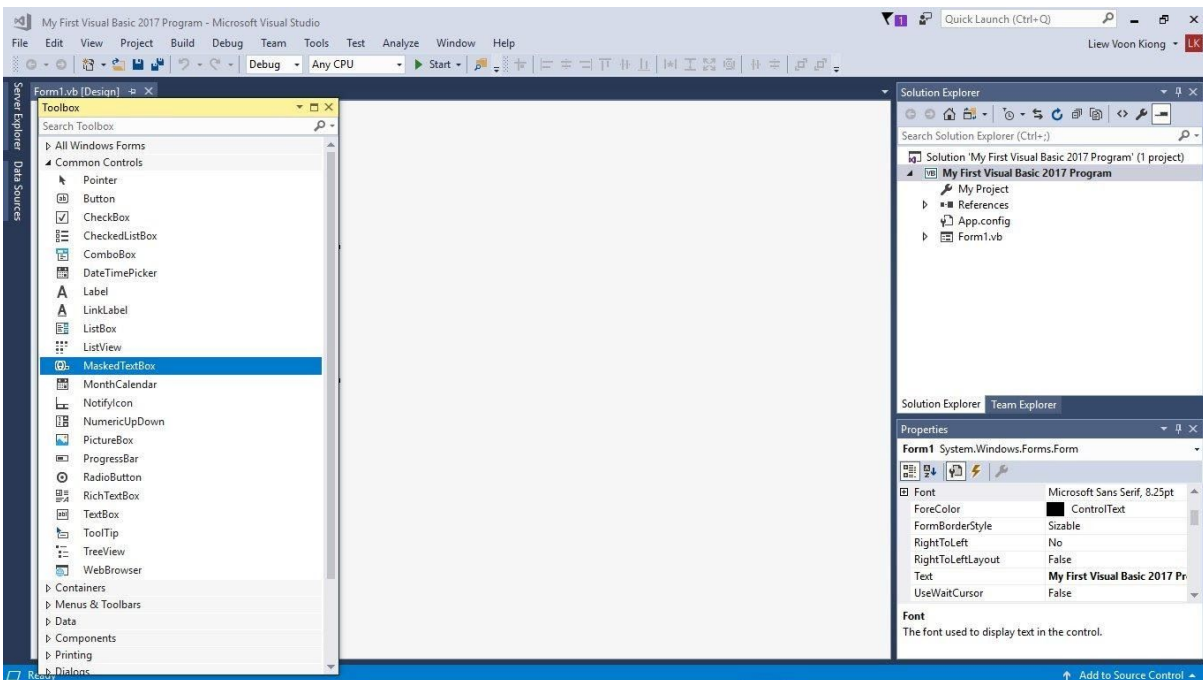 My First Visual Basic 2017 Program - Microsoft Visual Studio
1
Quick Launch (Ctrl+Q)
File Edit View Project Build Debug Team Tools Test Analyze Window Help
Liew Voon Kiong LK
Debug Any CPU Start
Server Explorer
Data Sources
Form1.vb [Design]
Toolbox
Search Toolbox
All Windows Forms
Common Controls
Pointer
Button
CheckBox
CheckedListBox
ComboBox
DateTimePicker
Label
LinkLabel
ListBox
ListView
MaskedTextBox
MonthCalendar
NotifyIcon
NumericUpDown
PictureBox
ProgressBar
RadioButton
RichTextBox
TextBox
ToolTip
TreeView
WebBrowser
Containers
Menus & Toolbars
Data
Components
Printing
Dialogs
Solution Explorer
Search Solution Explorer (Ctrl+;)
Solution 'My First Visual Basic 2017 Program' (1 project)
VB My First Visual Basic 2017 Program
My Project
References
App.config
Form1.vb
Solution Explorer Team Explorer
Properties
Form1 System.Windows.Forms.Form
Font Microsoft Sans Serif, 8.25pt
ForeColor ControlText
FormBorderStyle Sizable
RightToLeft No
RightToLeftLayout False
Text My First Visual Basic 2017 Pr
UseWaitCursor False
Font
The font used to display text in the control.
Ready
Add to Source Control